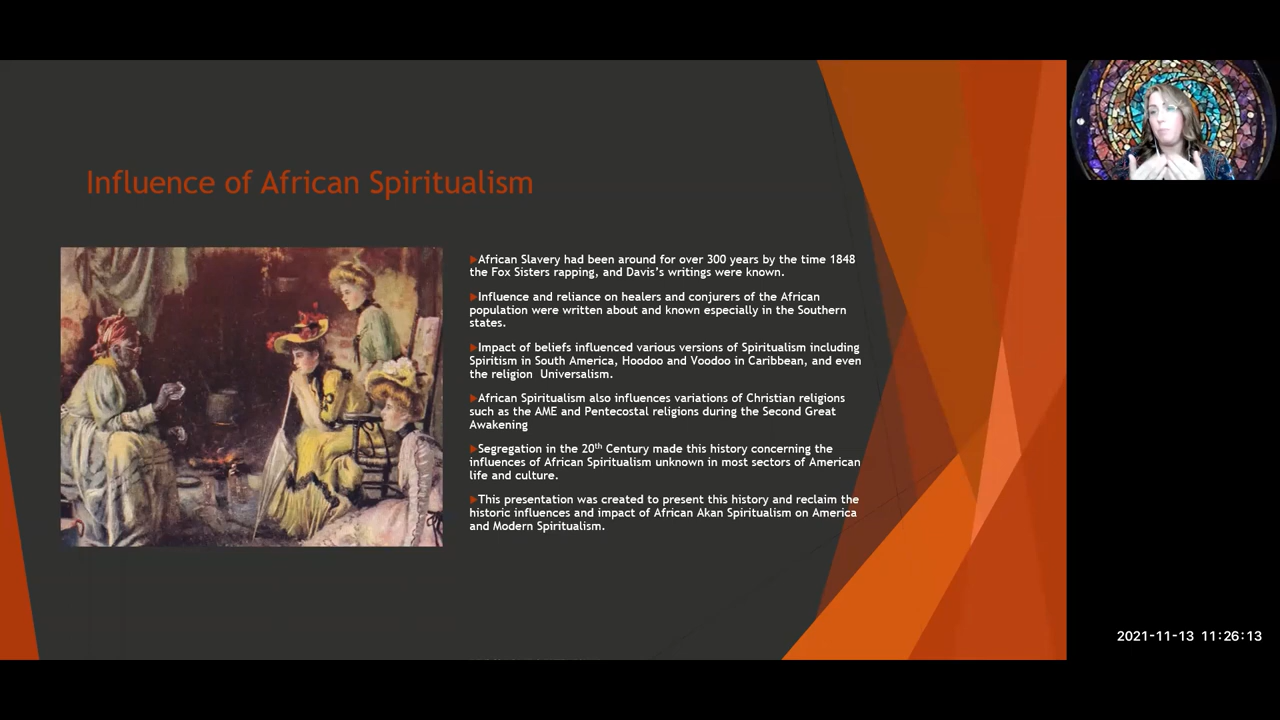 Influence of African Spiritualism
African Slavery had been around for over 300 years by the time 1848
the Fox Sisters rapping, and Davis's writings were known.
Influence and reliance on healers and conjurers of the African
population were written about and known especially in the Southern
states.
Impact of beliefs influenced various versions of Spiritualism including
Spiritism in South America, Hoodoo and Voodoo in Caribbean, and even
the religion Universalism.
African Spiritualism also influences variations of Christian religions
such as the AME and Pentecostal religions during the Second Great
Awakening
Segregation in the 20th Century made this history concerning the
influences of African Spiritualism unknown in most sectors of American
life and culture.
This presentation was created to present this history and reclaim the
historic influences and impact of African Akan Spiritualism on America
and Modern Spiritualism.
2021-11-13 11:26:13